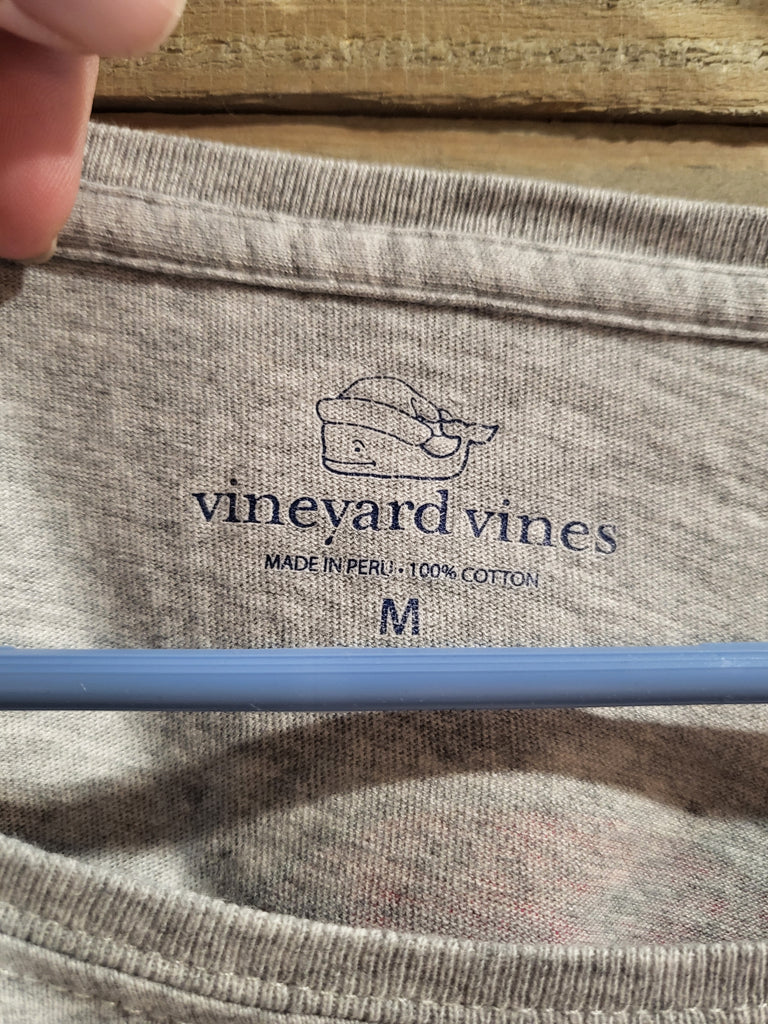 vineyard vines
MADE IN PERU • 100% COTTON
M